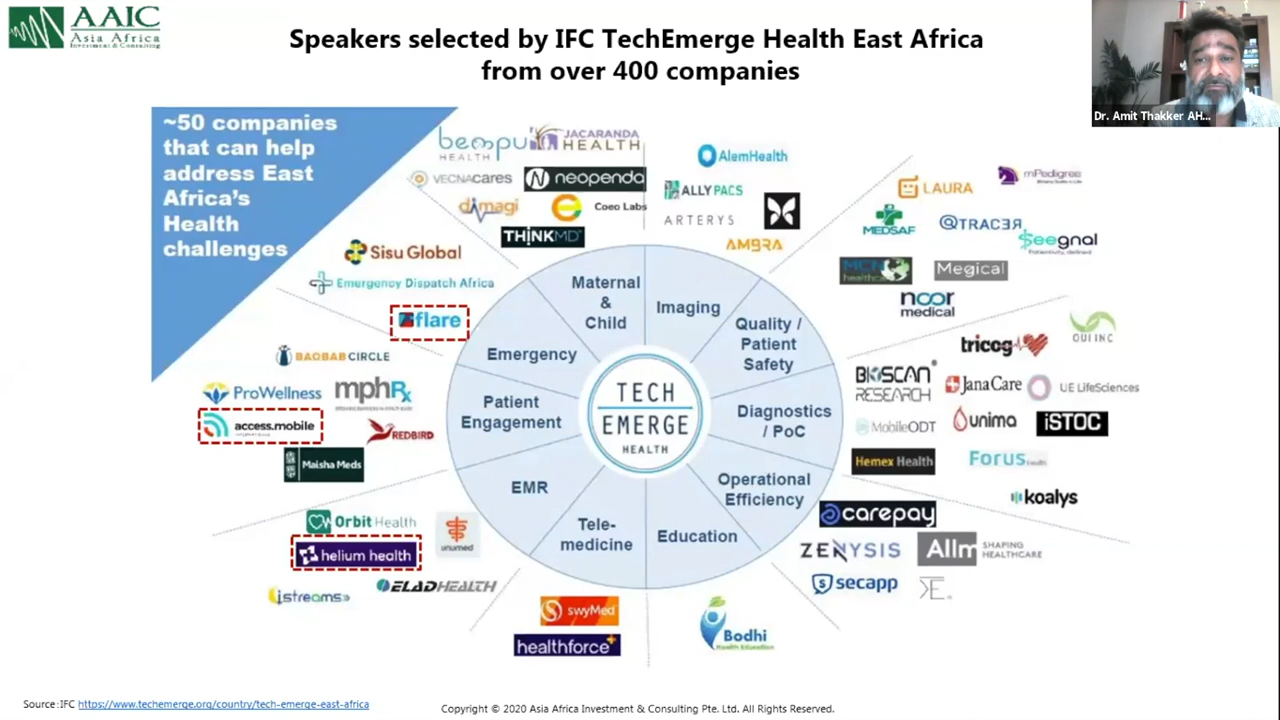 AAIC
Asia Africa
Investment & Consulting
Speakers selected by IFC TechEmerge Health East Africa
from over 400 companies
Dr. Amit Thakker AH...
~50 companies
that can help
address East
Africa's
Health
challenges
bempu
HEALTH
JACARANDA
HEALTH
VECNACARES
neopenda
dimagi
Coeo Labs
THINKMD
Sisu Global
Emergency Dispatch Africa
flare
AlemHealth
ALLY PACS
ARTERYS
AMBRA
LAURA
mPedigree
MEDSAF
@TRACER
Seegnal
MCN
healthcare
Megical
noor
medical
Maternal
&
Child
Imaging
Quality /
Patient
Safety
Emergency
Patient
Engagement
Diagnostics
/ PoC
EMR
Operational
Efficiency
Tele-
medicine
Education
TECH
EMERGE
HEALTH
BAOBAB CIRCLE
ProWellness
mphRx
access.mobile
REDBIRD
Maisha Meds
tricog
OUI INC
BIOSCAN
RESEARCH
JanaCare
UE LIFESCIENCES
MobileODT
unima
iSTOC
Hemex Health
Forus
health
koalys
Orbit Health
unumed
helium health
istreams
ELADHEALTH
carepay
ZENYSIS
Allm
SHAPING
HEALTHCARE
secapp
swyMed
healthforce+
Bodhi
Health Education
Source:IFC https://www.techemerge.org/country/tech-emerge-east-africa
Copyright © 2020 Asia Africa Investment & Consulting Pte. Ltd. All Rights Reserved.